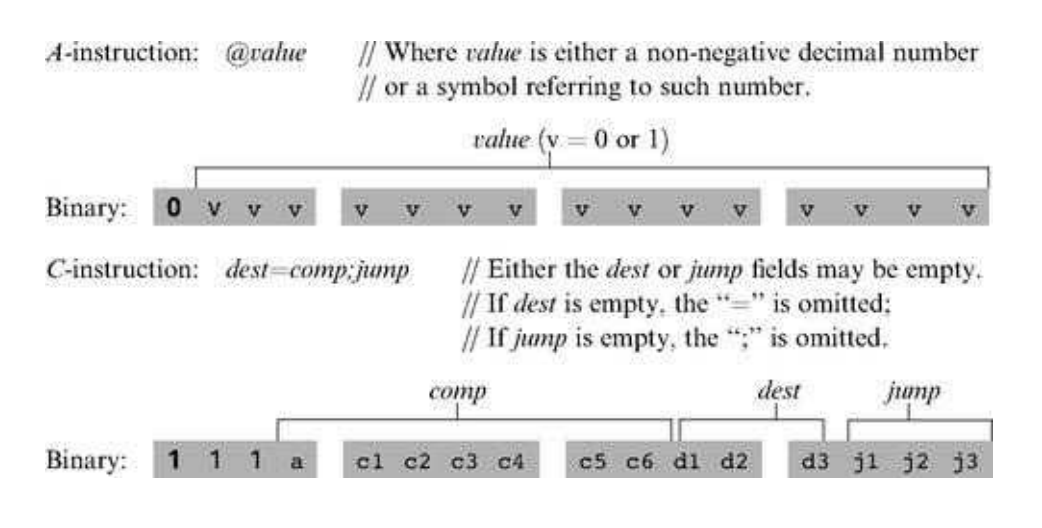 A-instruction: @value // Where value is either a non-negative decimal number
// or a symbol referring to such number.
value (v = 0 or 1)
Binary: 0 v v v v v v v v v v v v v v v
C-instruction: dest=comp;jump // Either the dest or jump fields may be empty.
// If dest is empty, the “=” is omitted;
// If jump is empty, the “;” is omitted.
comp dest jump
Binary: 1 1 1 a c1 c2 c3 c4 c5 c6 d1 d2 d3 j1 j2 j3